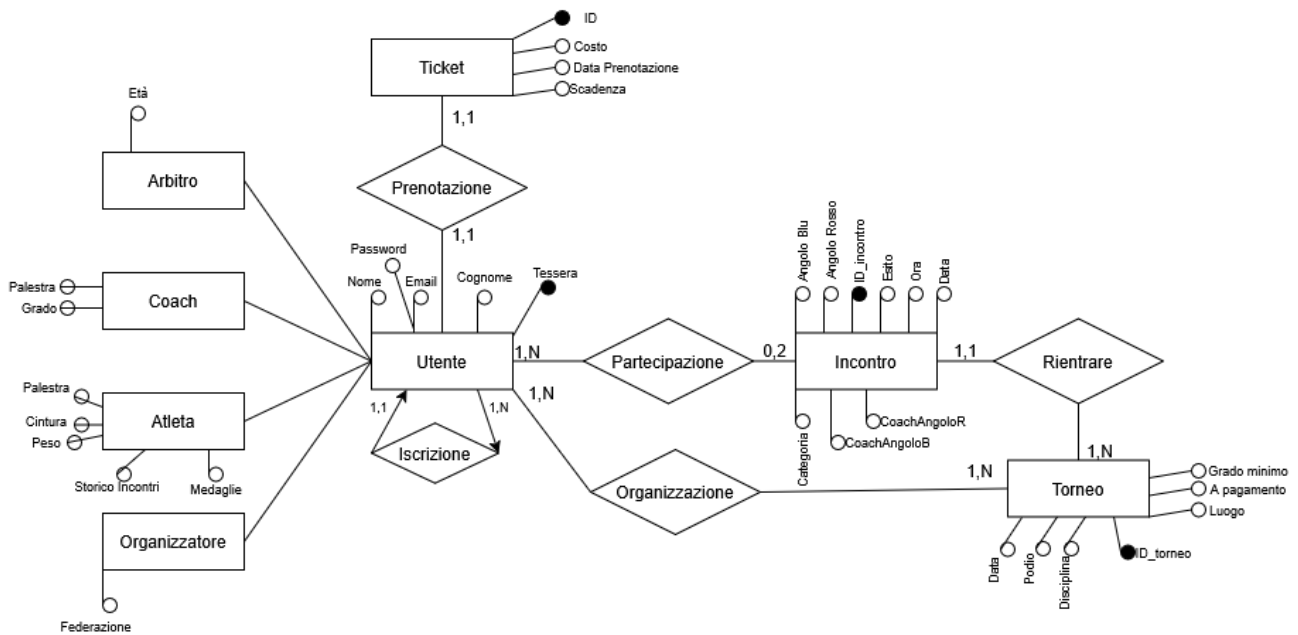 ID
Ticket
Costo
Data Prenotazione
Scadenza
Età
1,1
Arbitro
Prenotazione
1,1
Password
Nome
Email
Cognome
Tessera
Palestra
Grado
Coach
Angolo Blu
Angolo Rosso
ID_incontro
Esito
Ora
Data
Utente
1,N
Partecipazione
0,2
Incontro
1,1
Rientrare
1,N
Palestra
Cintura
Peso
Atleta
1,1
1,N
Iscrizione
Categoria
CoachAngoloR
CoachAngoloB
Storico Incontri
Medaglie
1,N
1,N
Organizzazione
Torneo
Grado minimo
A pagamento
Luogo
Organizzatore
Data
Podio
Disciplina
ID_torneo
Federazione